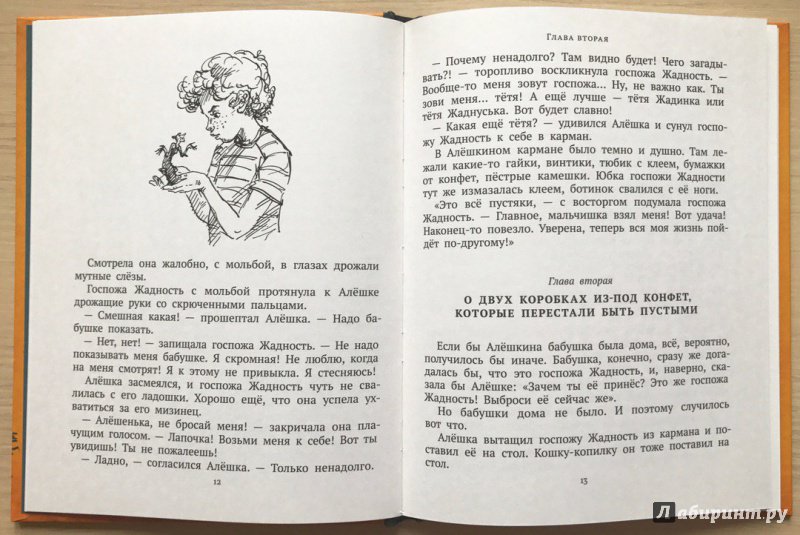 Смотрела она жалобно, с мольбой, в глазах дрожали
мутные слёзы.
Госпожа Жадность с мольбой протянула к Алёшке
дрожащие руки со скрюченными пальцами.
— Смешная какая! — прошептал Алёшка. — Надо ба-
бушке показать.
— Нет, нет! — запищала госпожа Жадность. — Не надо
показывать меня бабушке. Я скромная! Не люблю, когда
на меня смотрят! Я к этому не привыкла. Я стесняюсь!
Алёшка засмеялся, и госпожа Жадность чуть не сва-
лилась с его ладошки. Хорошо ещё, что она успела ух-
ватиться за его мизинец.
— Алёшенька, не бросай меня! — закричала она пла-
чущим голосом. — Лапочка! Возьми меня к себе! Вот ты
увидишь! Ты не пожалеешь!
— Ладно, — согласился Алёшка. — Только ненадолго.
12
Глава вторая
— Почему ненадолго? Там видно будет! Чего загады-
вать?! — торопливо воскликнула госпожа Жадность. —
Вообще-то меня зовут госпожа... Ну, не важно как. Ты
зови меня... тётя! А ещё лучше — тётя Жадинка или
тётя Жаднуська. Вот будет славно!
— Какая ещё тётя? — удивился Алёшка и сунул госпо-
жу Жадность к себе в карман.
В Алёшкином кармане было темно и душно. Там ле-
жали какие-то гайки, винтики, тюбик с клеем, бумажки
от конфет, пёстрые камешки. Юбка госпожи Жадности
тут же измазалась клеем, ботинок свалился с её ноги.
«Это всё пустяки, — с восторгом подумала госпожа
Жадность. — Главное, мальчишка взял меня! Вот удача!
Наконец-то повезло. Уверена, теперь вся моя жизнь пой-
дёт по-другому!»
Глава вторая
О ДВУХ КОРОБКАХ ИЗ-ПОД КОНФЕТ,
КОТОРЫЕ ПЕРЕСТАЛИ БЫТЬ ПУСТЫМИ
Если бы Алёшкина бабушка была дома, всё, вероятно,
получилось бы иначе. Бабушка, конечно, сразу же дога-
далась бы, что это госпожа Жадность, и, наверно, ска-
зала бы Алёшке: «Зачем ты её принёс? Это же госпожа
Жадность! Выброси её сейчас же».
Но бабушки дома не было. И поэтому случилось
вот что.
Алёшка вытащил госпожу Жадность из кармана и по-
ставил её на стол. Кошку-копилку он тоже поставил на
стол.
13
Лабиринт.ру